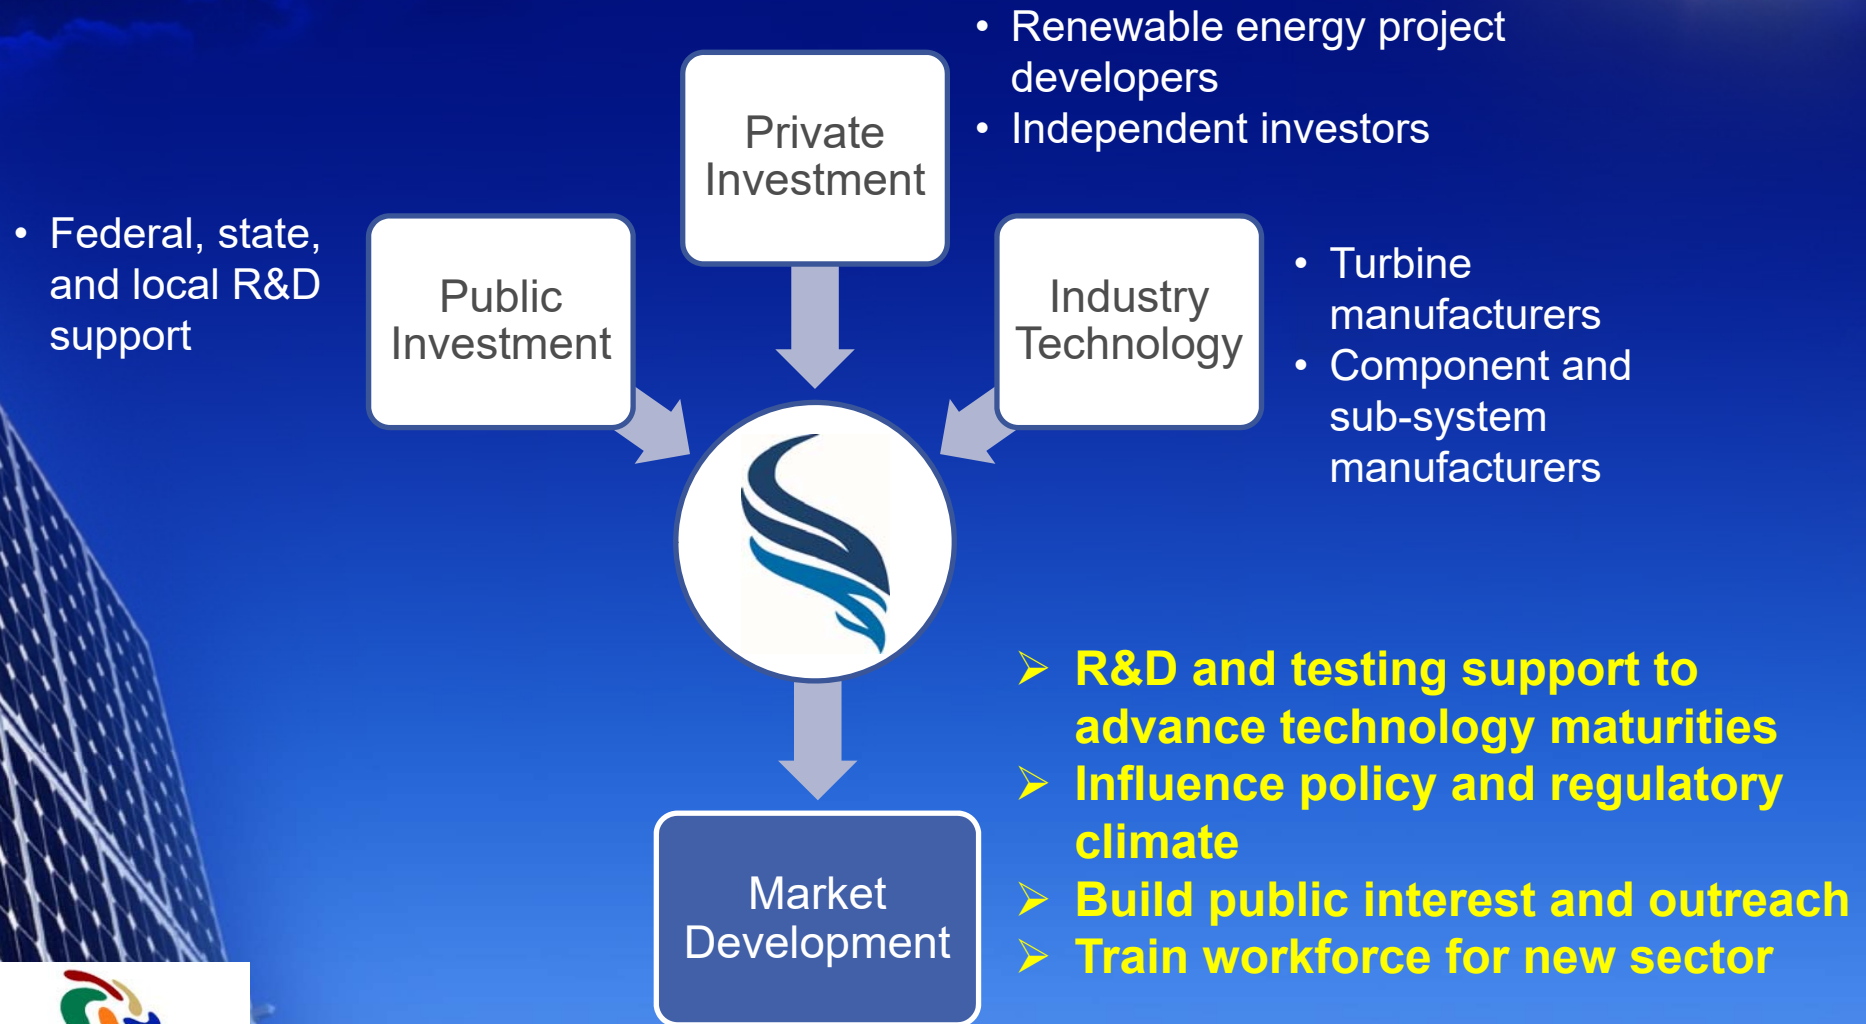 • Renewable energy project
developers
• Independent investors
Private
Investment
• Federal, state,
and local R&D
support
Public
Investment
Industry
Technology
• Turbine
manufacturers
• Component and
sub-system
manufacturers
➢ R&D and testing support to
advance technology maturities
➢ Influence policy and regulatory
climate
➢ Build public interest and outreach
➢ Train workforce for new sector
Market
Development